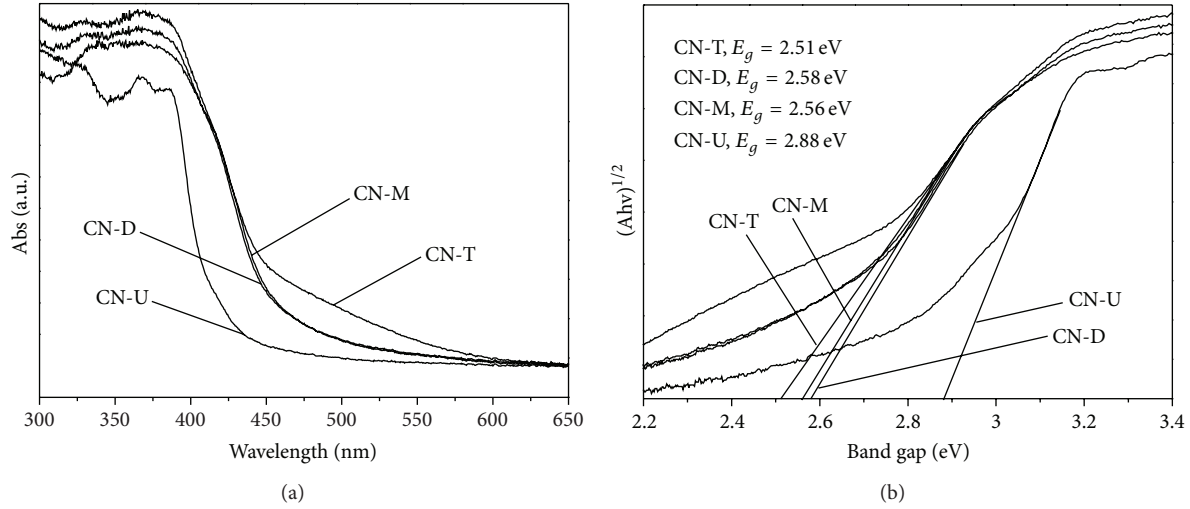 Abs (a.u.)
CN-M
CN-D
CN-T
CN-U
300 350 400 450 500 550 600 650
Wavelength (nm)
(a)
CN-T, E_g = 2.51 eV
CN-D, E_g = 2.58 eV
CN-M, E_g = 2.56 eV
CN-U, E_g = 2.88 eV
(Ahv)^1/2
CN-M
CN-T
CN-U
CN-D
2.2 2.4 2.6 2.8 3 3.2 3.4
Band gap (eV)
(b)